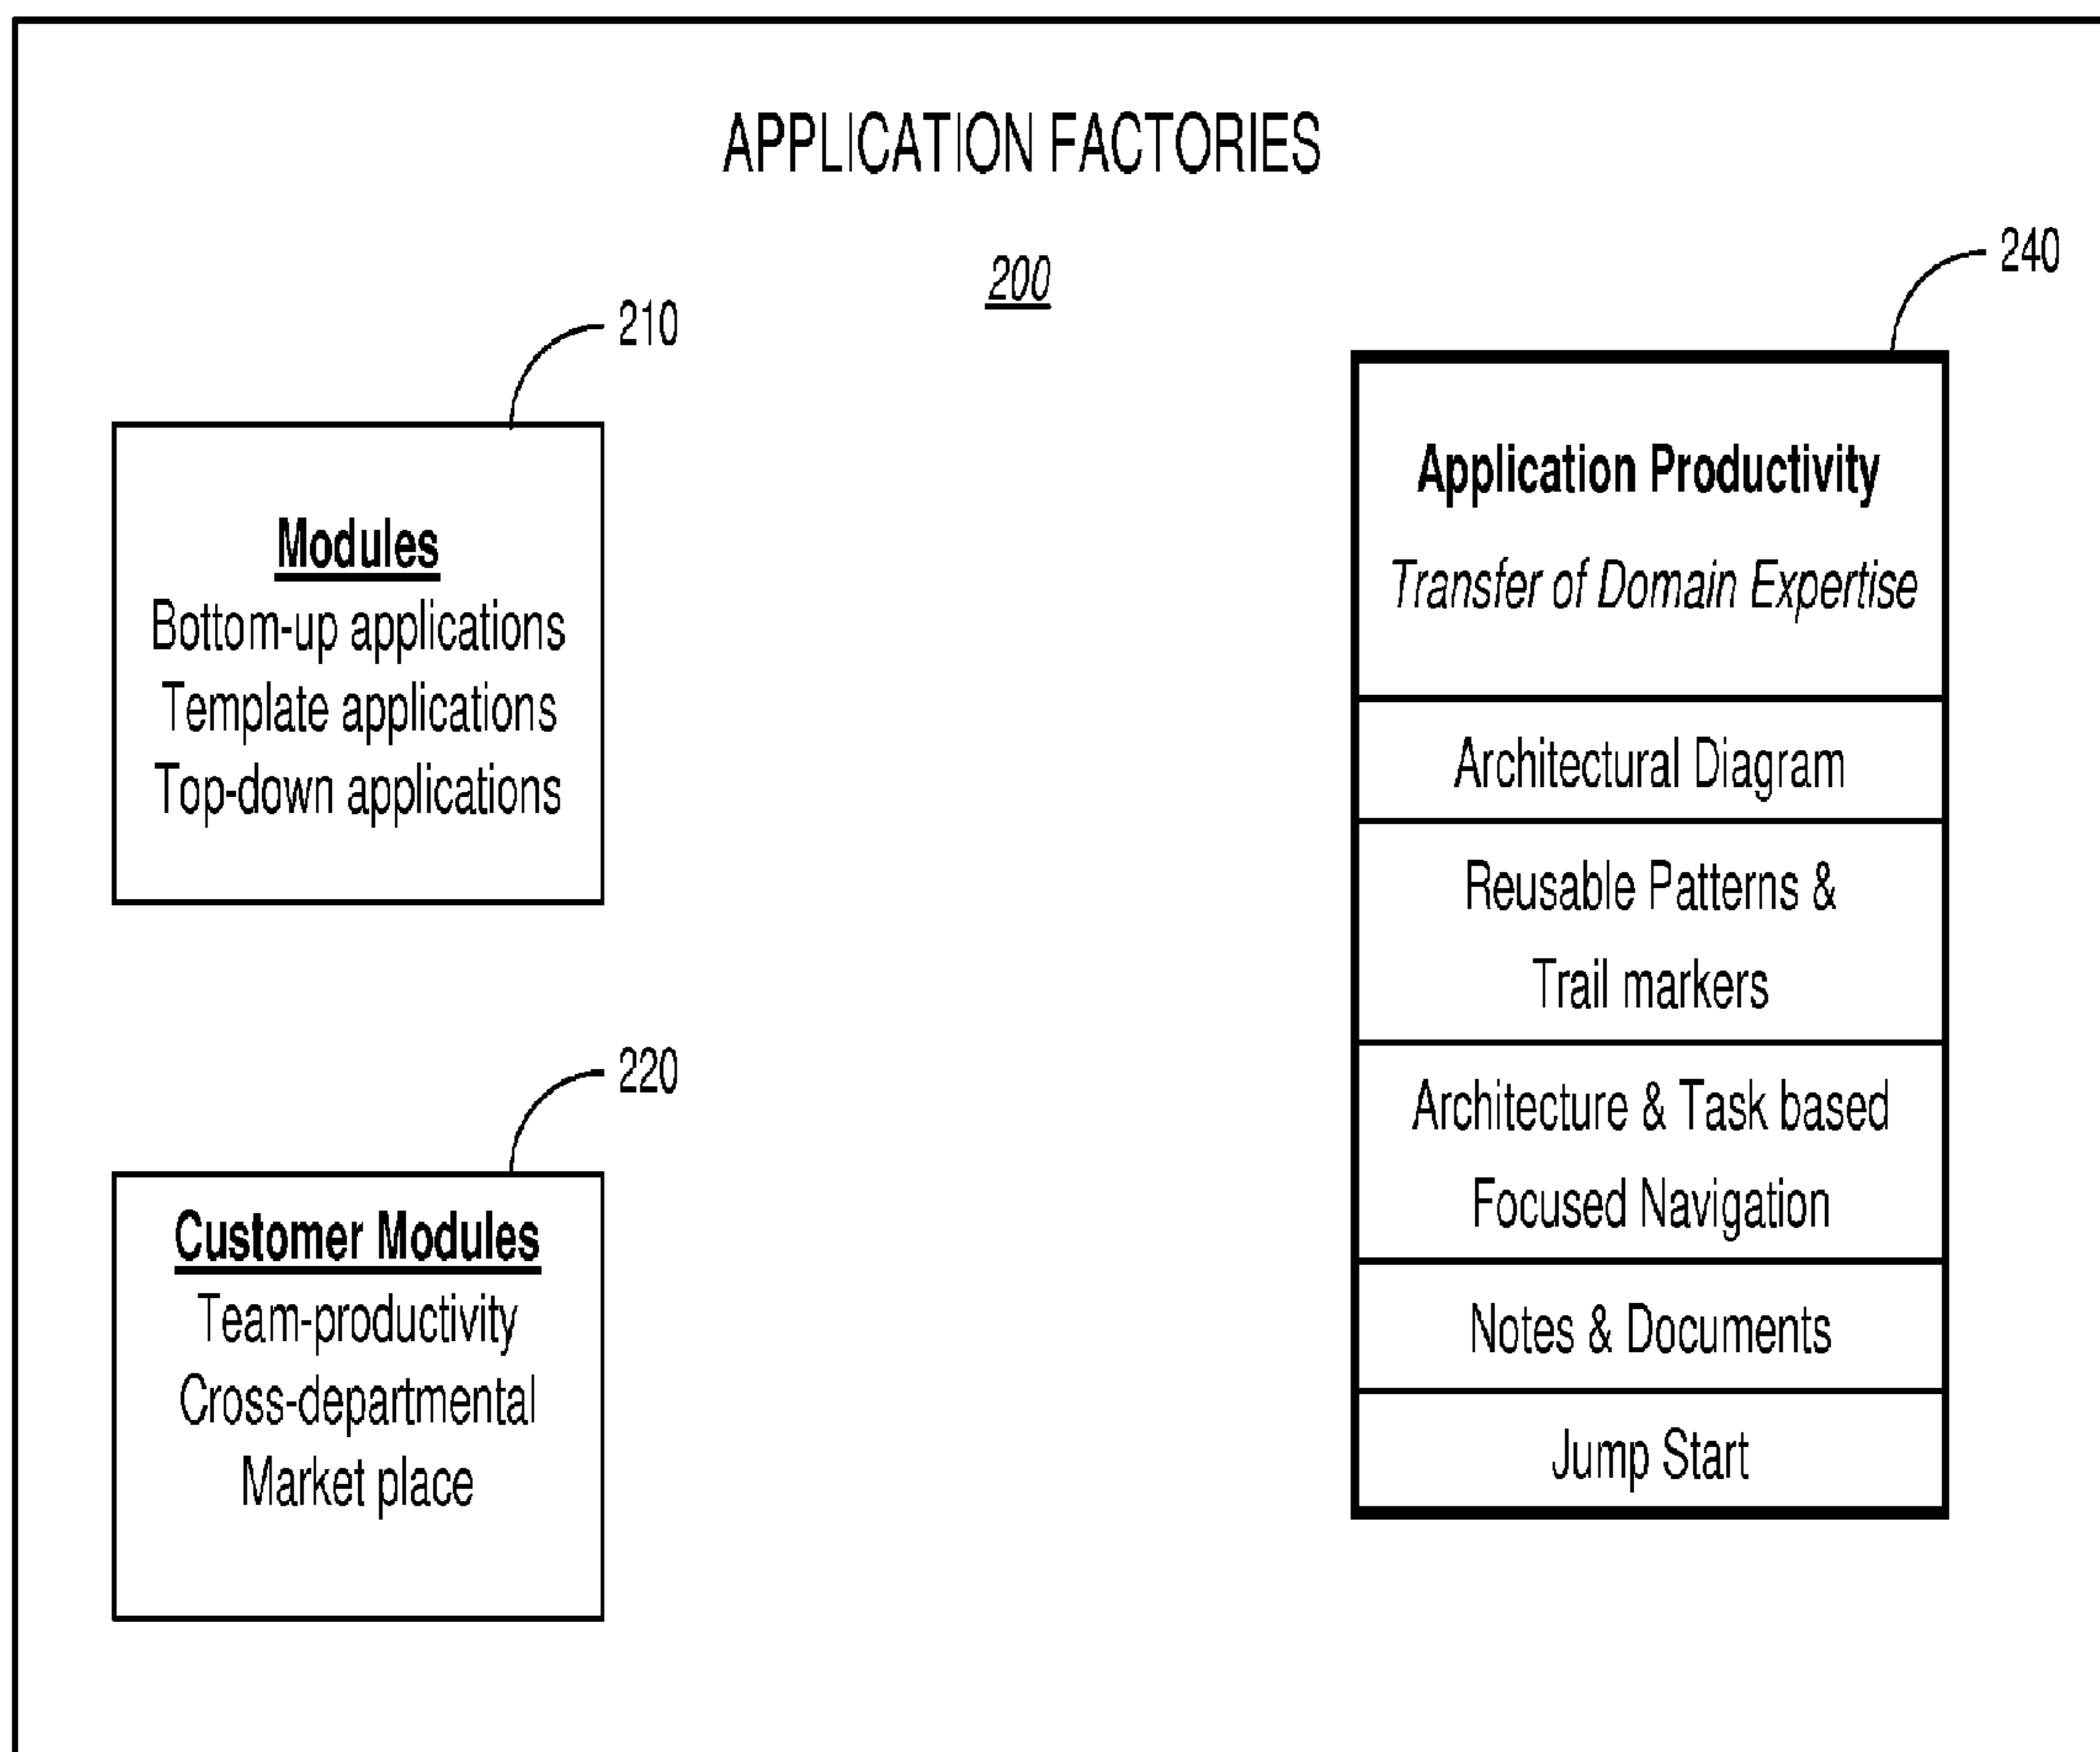 APPLICATION FACTORIES
200
210
Modules
Bottom-up applications
Template applications
Top-down applications
220
Customer Modules
Team-productivity
Cross-departmental
Market place
240
Application Productivity
Transfer of Domain Expertise
Architectural Diagram
Reusable Patterns &
Trail markers
Architecture & Task based
Focused Navigation
Notes & Documents
Jump Start